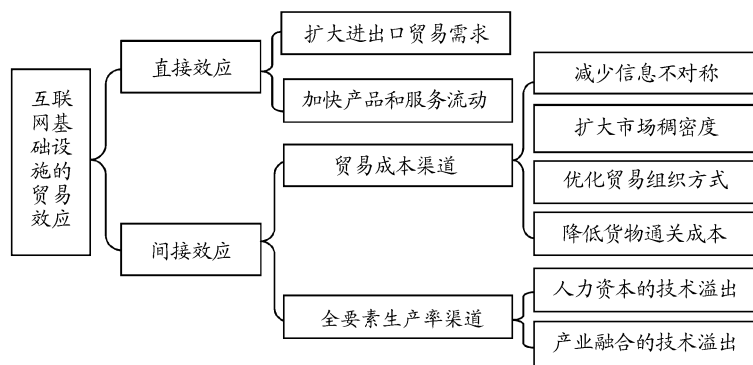 互联
网基
础设
施的
贸易
效应
直接效应
扩大进出口贸易需求
加快产品和服务流动
间接效应
贸易成本渠道
减少信息不对称
扩大市场稠密度
优化贸易组织方式
降低货物通关成本
全要素生产率渠道
人力资本的技术溢出
产业融合的技术溢出